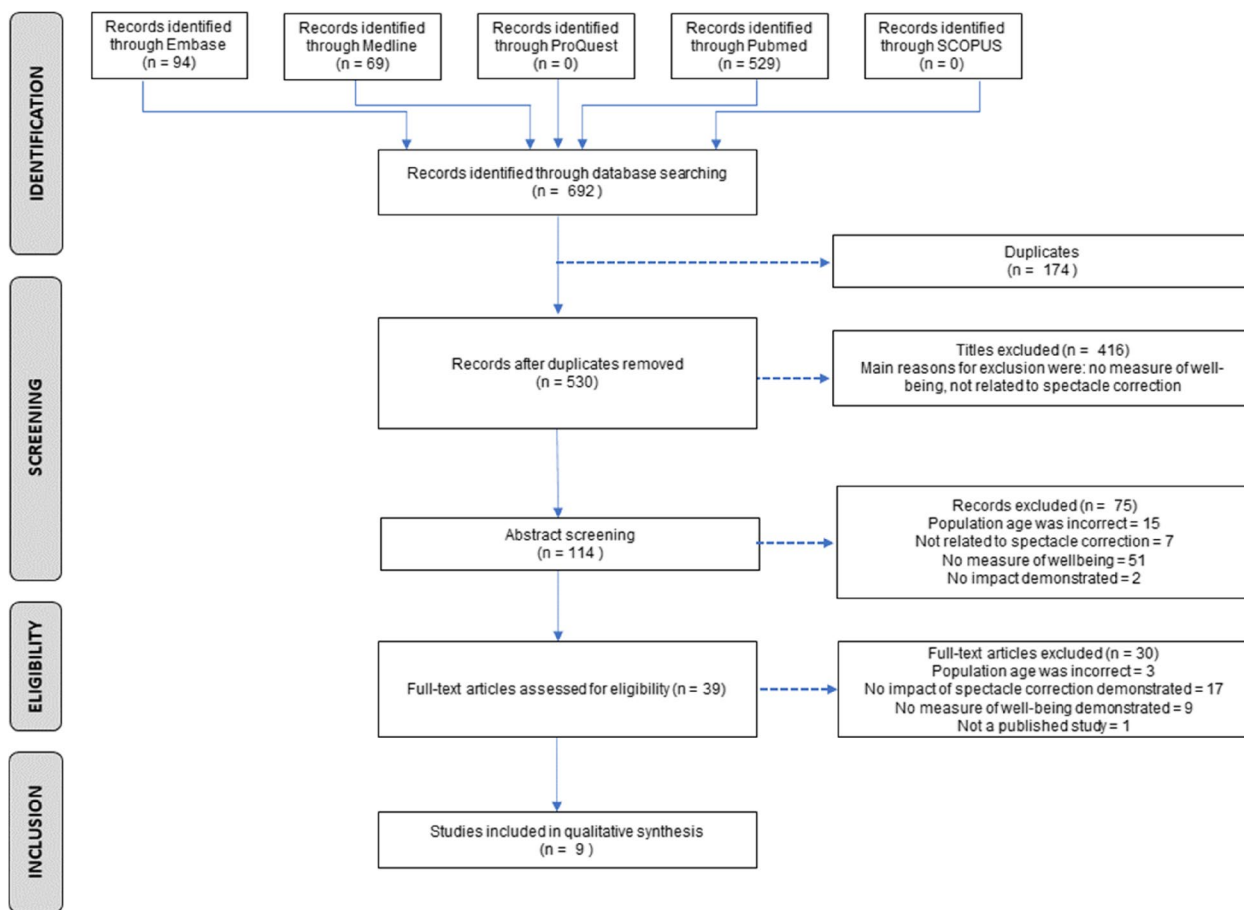 IDENTIFICATION
Records identified
through Embase
(n = 94)
Records identified
through Medline
(n = 69)
Records identified
through ProQuest
(n = 0)
Records identified
through Pubmed
(n = 529)
Records identified
through SCOPUS
(n = 0)
Records identified through database searching
(n = 692 )
Duplicates
(n = 174)
SCREENING
Records after duplicates removed
(n = 530)
Titles excluded (n = 416)
Main reasons for exclusion were: no measure of well-
being, not related to spectacle correction
Abstract screening
(n = 114)
Records excluded (n = 75)
Population age was incorrect = 15
Not related to spectacle correction = 7
No measure of wellbeing = 51
No impact demonstrated = 2
ELIGIBILITY
Full-text articles assessed for eligibility (n = 39)
Full-text articles excluded (n = 30)
Population age was incorrect = 3
No impact of spectacle correction demonstrated = 17
No measure of well-being demonstrated = 9
Not a published study = 1
INCLUSION
Studies included in qualitative synthesis
(n = 9 )